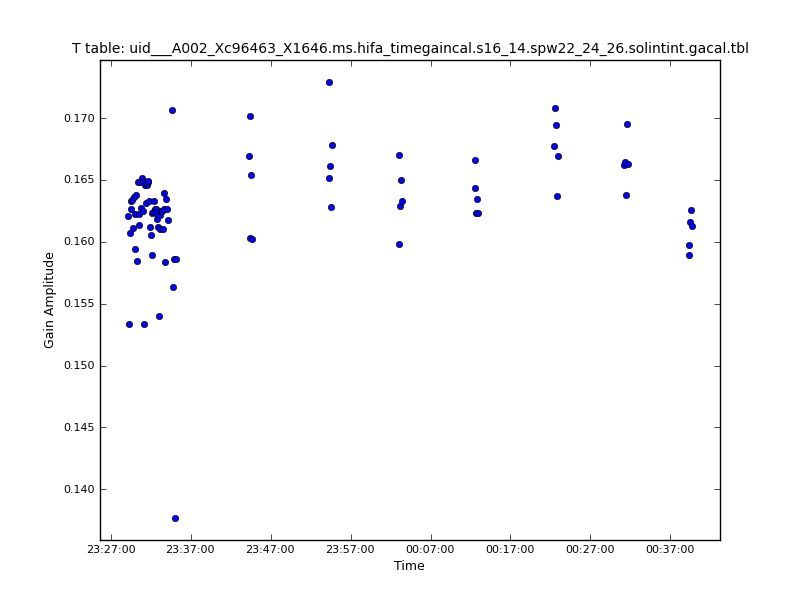 T table: uid___A002_Xc96463_X1646.ms.hifa_timegaincal.s16_14.spw22_24_26.solintint.gacal.tbl
0.170
0.165
0.160
0.155
0.150
0.145
0.140
Gain Amplitude
23:27:00 23:37:00 23:47:00 23:57:00 00:07:00 00:17:00 00:27:00 00:37:00
Time